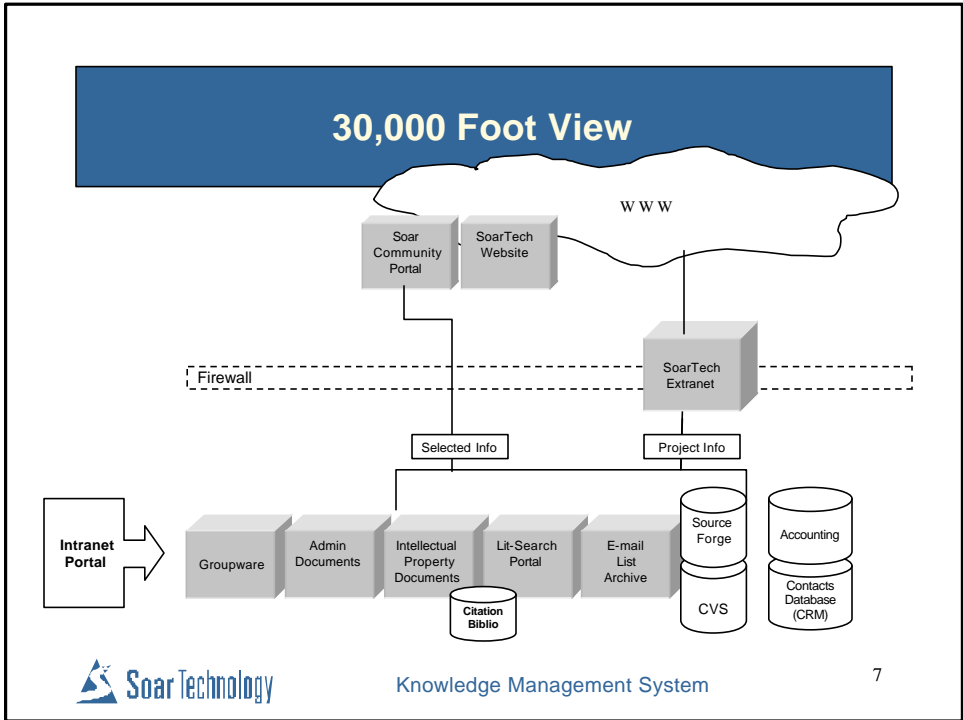 30,000 Foot View
W W W
Soar
Community
Portal
SoarTech
Website
SoarTech
Extranet
Firewall
Selected Info
Project Info
Intranet
Portal
Groupware
Admin
Documents
Intellectual
Property
Documents
Citation
Biblio
Lit-Search
Portal
E-mail
List
Archive
Source
Forge
CVS
Accounting
Contacts
Database
(CRM)
Soar Technology
Knowledge Management System
7